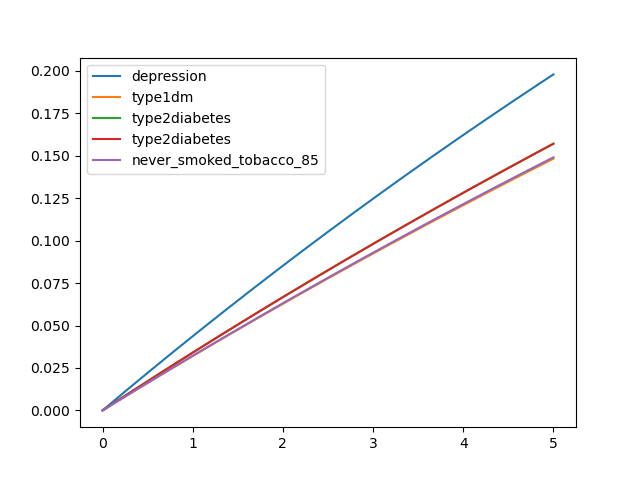 0.200
0.175
0.150
0.125
0.100
0.075
0.050
0.025
0.000
depression
type1dm
type2diabetes
type2diabetes
never_smoked_tobacco_85
0 1 2 3 4 5